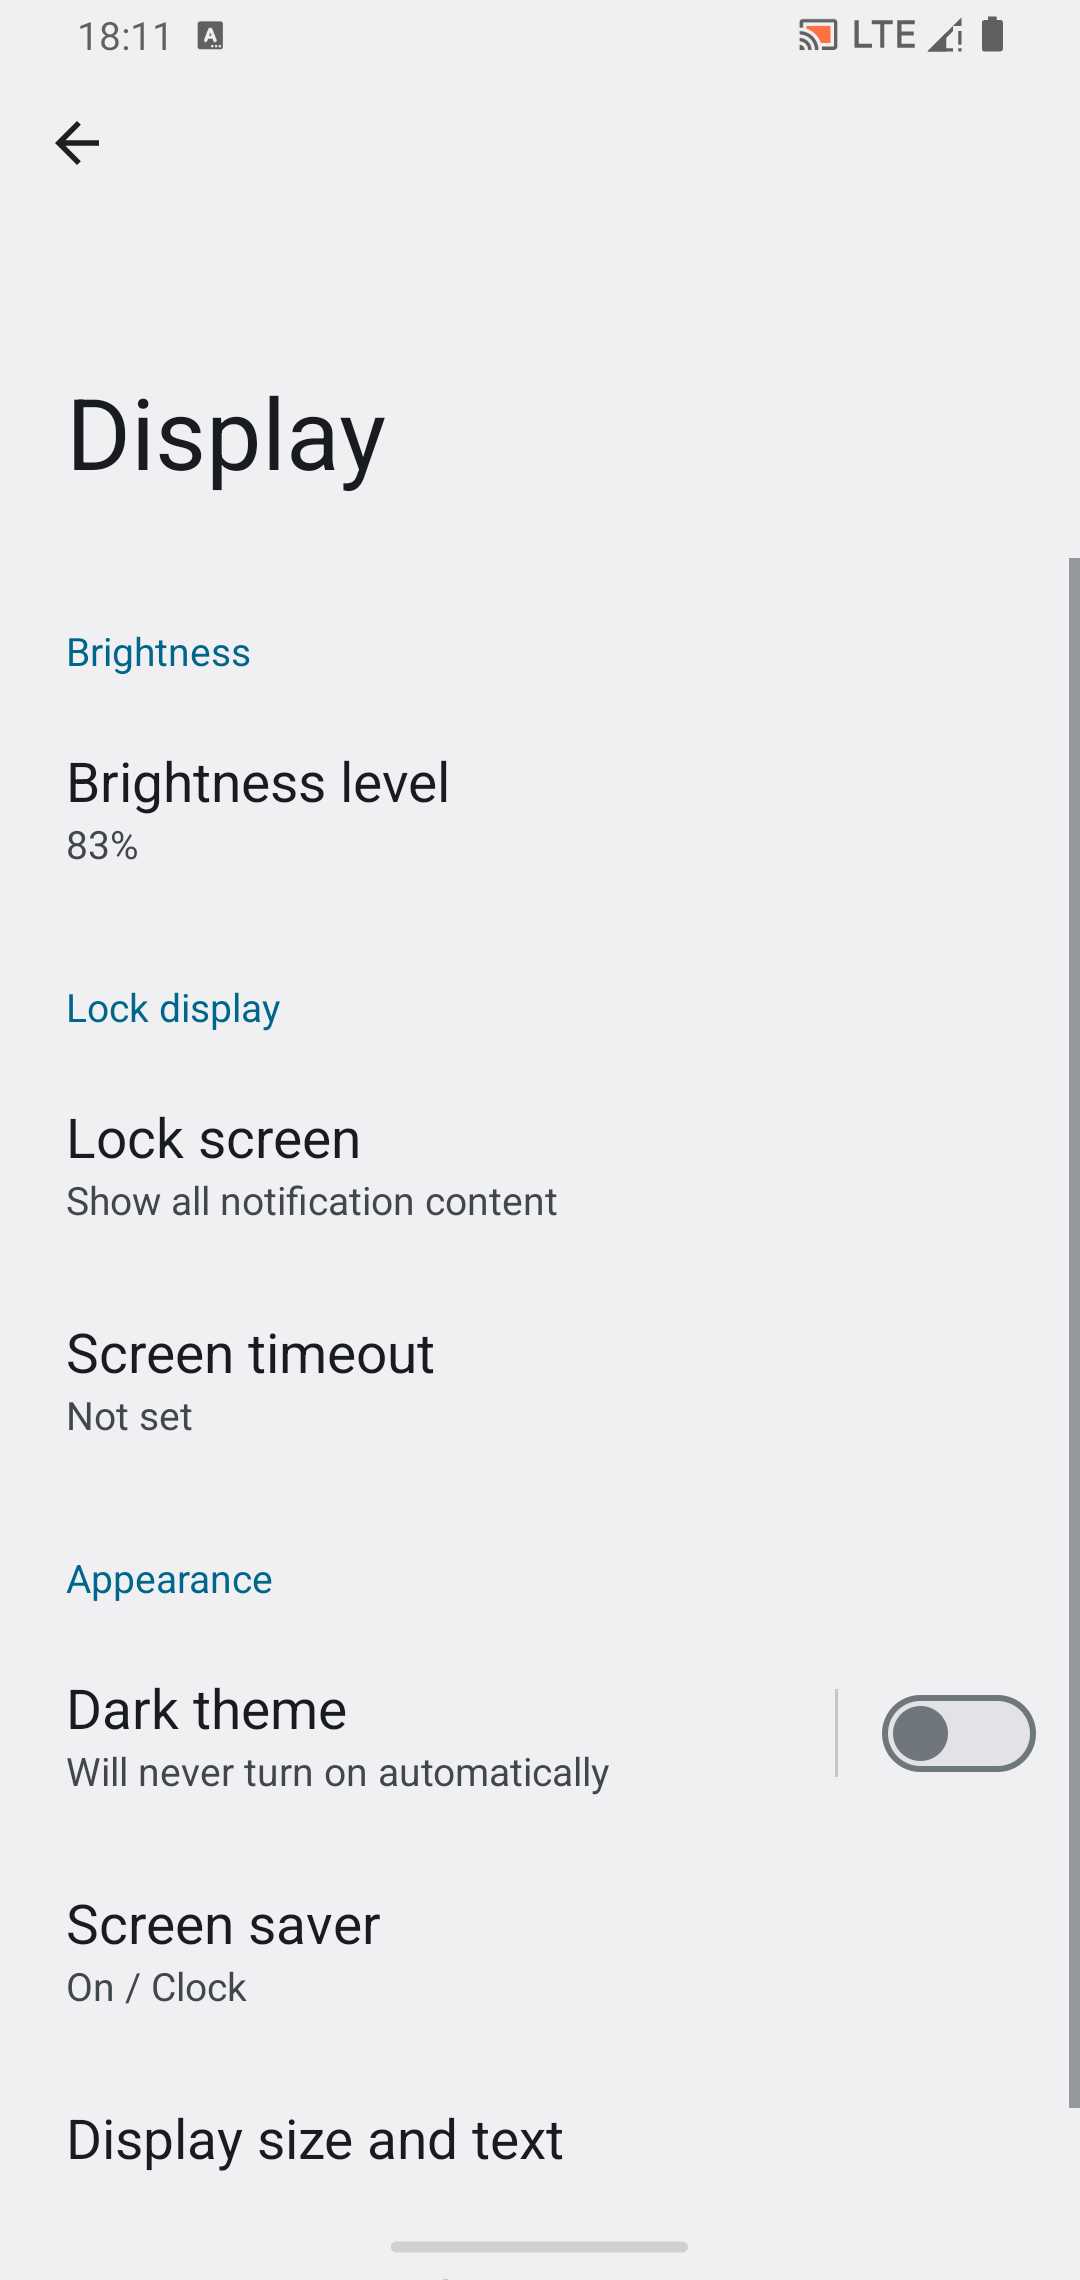 18:11
LTE
Display
Brightness
Brightness level
83%
Lock display
Lock screen
Show all notification content
Screen timeout
Not set
Appearance
Dark theme
Will never turn on automatically
Screen saver
On / Clock
Display size and text